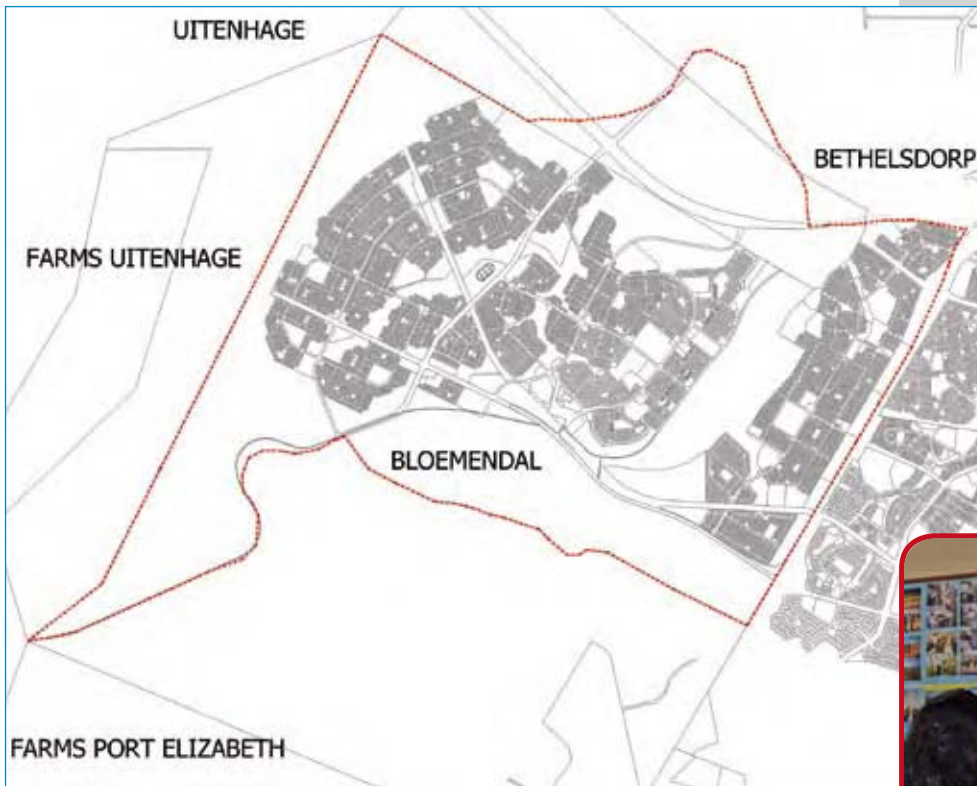 UITENHAGE
BETHELSDORP
FARMS UITENHAGE
BLOEMENDAL
FARMS PORT ELIZABETH